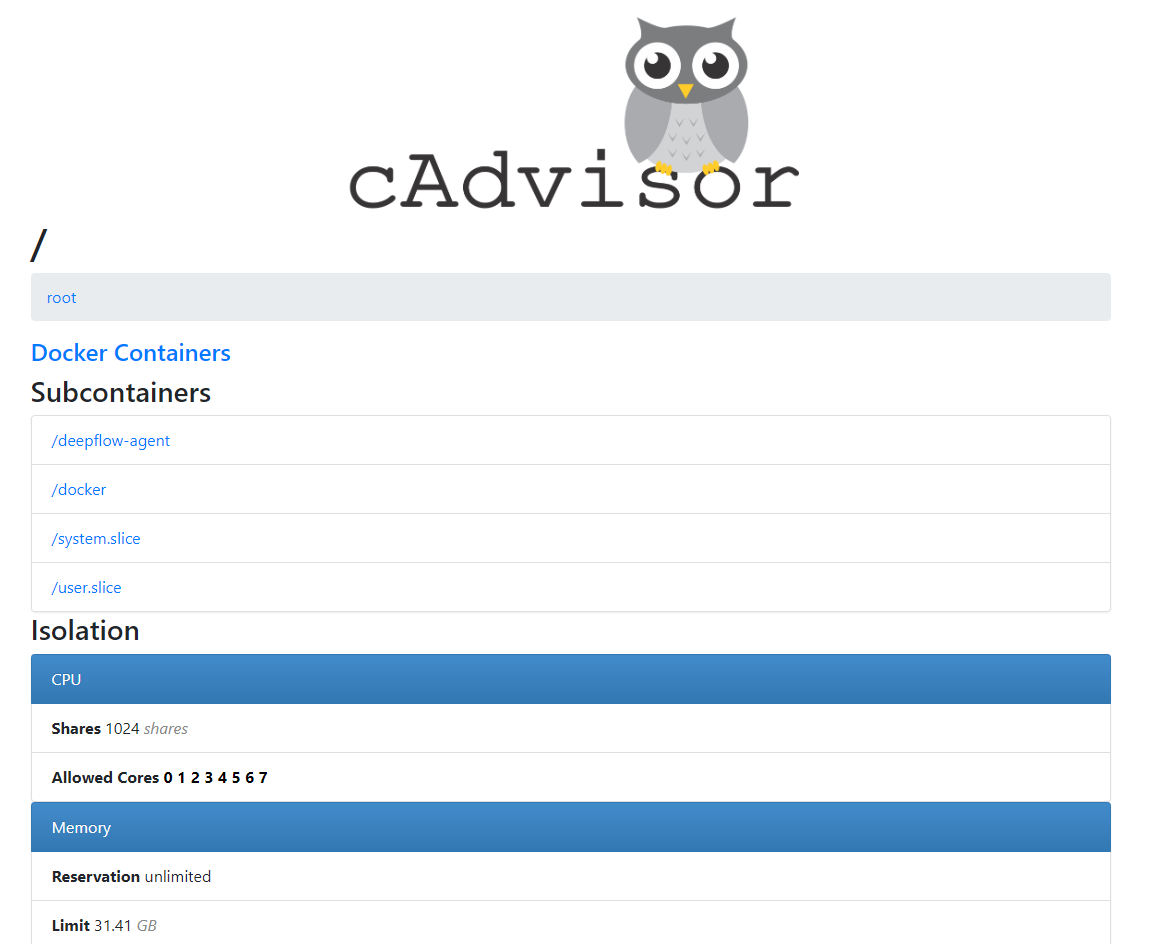 cAdvisor
/
root
Docker Containers
Subcontainers
/deepflow-agent
/docker
/system.slice
/user.slice
Isolation
CPU
Shares 1024 shares
Allowed Cores 0 1 2 3 4 5 6 7
Memory
Reservation unlimited
Limit 31.41 GB